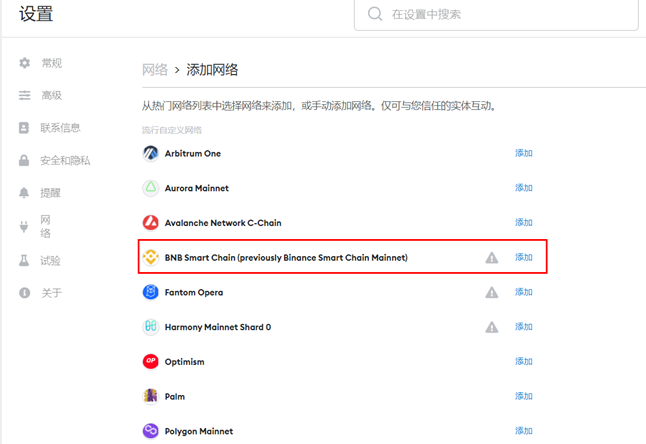 设置
在设置中搜索
常规
高级
联系信息
安全和隐私
提醒
网
络
试验
关于
网络 > 添加网络
从热门网络列表中选择网络来添加，或手动添加网络。仅可与您信任的实体互动。
流行自定义网络
Arbitrum One 添加
Aurora Mainnet 添加
Avalanche Network C-Chain 添加
BNB Smart Chain (previously Binance Smart Chain Mainnet) 添加
Fantom Opera 添加
Harmony Mainnet Shard 0 添加
OP Optimism 添加
Palm 添加
Polygon Mainnet 添加